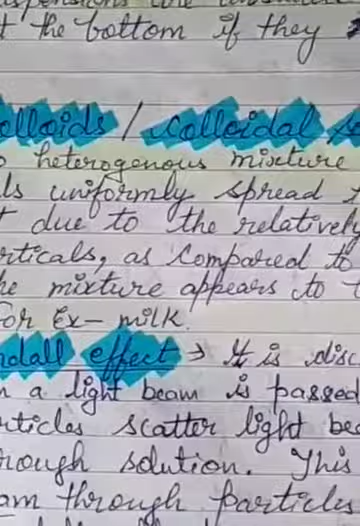 t the bottom if they
olloids / Colloidal
heterogenous mixture
ls uniformly spread
t due to the relatively
rticals, as compared to
he mixture appears to
for Ex- milk.
ndall effect → It is disc
n a light beam is passed
rticles scatter light be
hrough solution. This
am through particles